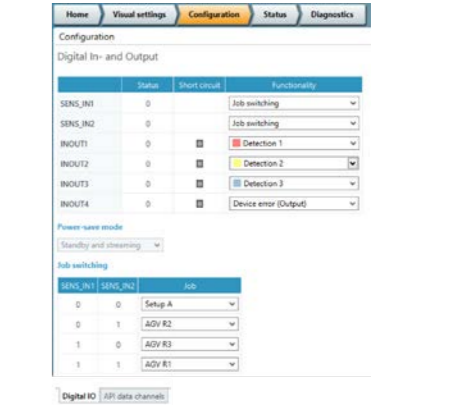 Home Visual settings Configuration Status Diagnostics
Configuration
Digital In- and Output
Status Short circuit Functionality
SENS_IN1 0 Job switching
SENS_IN2 0 Job switching
INOUT1 0 Detection 1
INOUT2 0 Detection 2
INOUT3 0 Detection 3
INOUT4 0 Device error (Output)
Power-save mode
Standby and streaming
Job switching
SENS_IN1 SENS_IN2 Job
0 0 Setup A
0 1 AGV R2
1 0 AGV R3
1 1 AGV R1
Digital IO API data channels